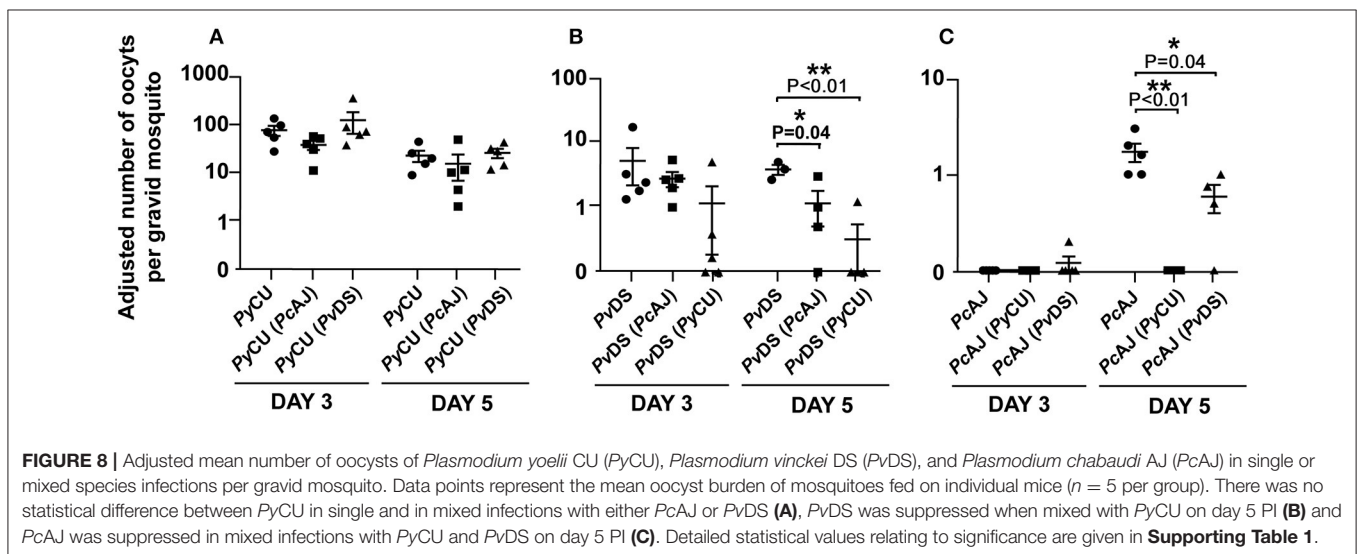 A
B
C
Adjusted number of oocyts
per gravid mosquito
1000
100
10
1
0
PyCU
PyCU (PcAJ)
PyCU (PvDS)
PyCU
PyCU (PcAJ)
PyCU (PvDS)
DAY 3
DAY 5
100
10
1
0
**
P<0.01
*
P=0.04
PvDS
PvDS (PcAJ)
PvDS (PyCU)
PvDS
PvDS (PcAJ)
PvDS (PyCU)
DAY 3
DAY 5
10
1
0
*
P=0.04
**
P<0.01
PcAJ
PcAJ (PyCU)
PcAJ (PvDS)
PcAJ
PcAJ (PyCU)
PcAJ (PvDS)
DAY 3
DAY 5
FIGURE 8 | Adjusted mean number of oocysts of Plasmodium yoelii CU (PyCU), Plasmodium vinckei DS (PvDS), and Plasmodium chabaudi AJ (PcAJ) in single or
mixed species infections per gravid mosquito. Data points represent the mean oocyst burden of mosquitoes fed on individual mice (n = 5 per group). There was no
statistical difference between PyCU in single and in mixed infections with either PcAJ or PvDS (A), PvDS was suppressed when mixed with PyCU on day 5 PI (B) and
PcAJ was suppressed in mixed infections with PyCU and PvDS on day 5 PI (C). Detailed statistical values relating to significance are given in Supporting Table 1.